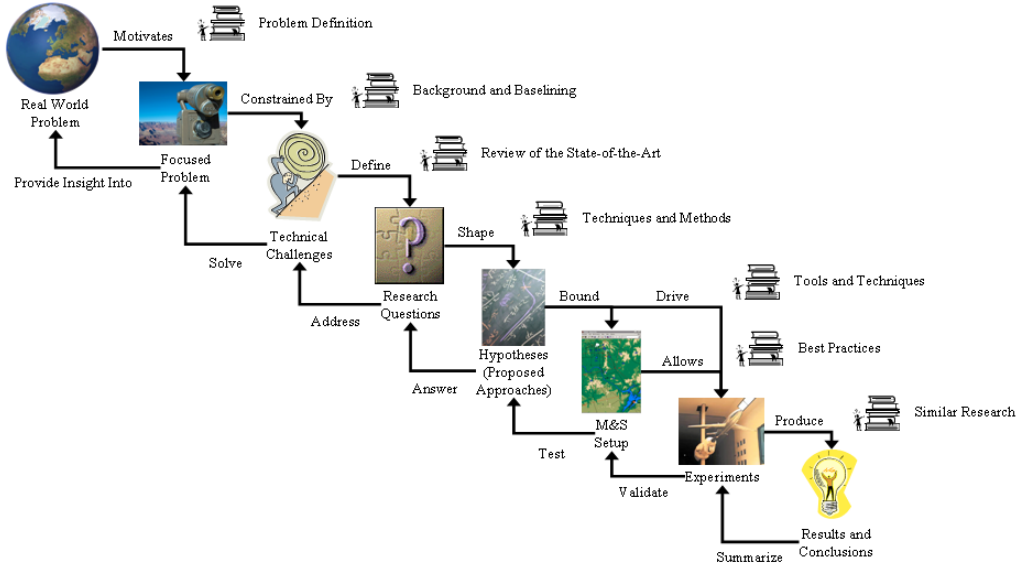 Problem Definition
Motivates
Real World
Problem
Constrained By
Background and Baselining
Focused
Problem
Provide Insight Into
Define
Review of the State-of-the-Art
Technical
Challenges
Solve
Shape
Techniques and Methods
Research
Questions
Address
Bound
Drive
Tools and Techniques
Hypotheses
(Proposed
Approaches)
Answer
Allows
Best Practices
M&S
Setup
Test
Produce
Similar Research
Experiments
Validate
Results and
Conclusions
Summarize